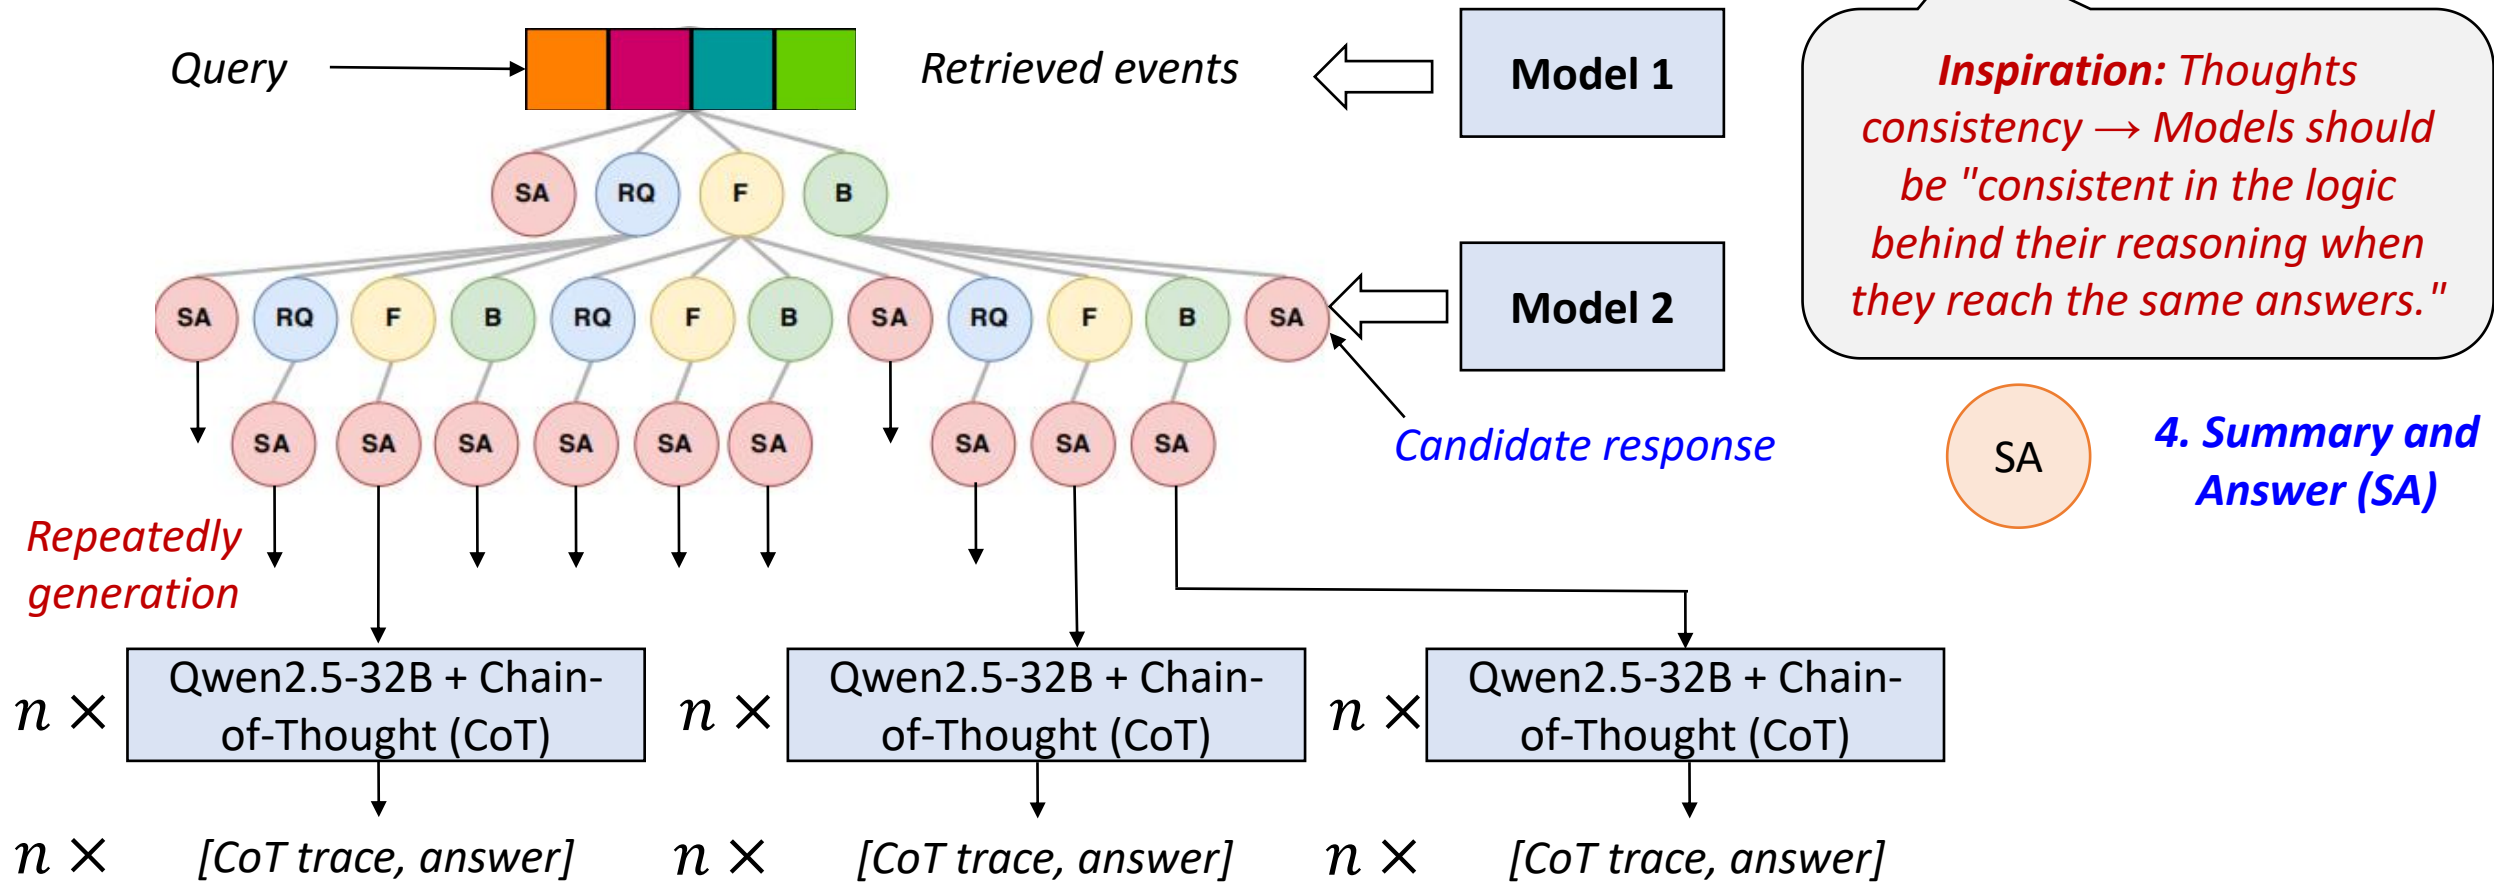 Query
Retrieved events
Model 1
Inspiration: Thoughts
consistency → Models should
be "consistent in the logic
behind their reasoning when
they reach the same answers."
SA RQ F B
SA RQ F B RQ F B SA RQ F B SA
Model 2
SA SA SA SA SA SA SA SA SA
Candidate response
SA
4. Summary and
Answer (SA)
Repeatedly
generation
n × Qwen2.5-32B + Chain-
of-Thought (CoT)
n × Qwen2.5-32B + Chain-
of-Thought (CoT)
n × Qwen2.5-32B + Chain-
of-Thought (CoT)
n × [CoT trace, answer]
n × [CoT trace, answer]
n × [CoT trace, answer]